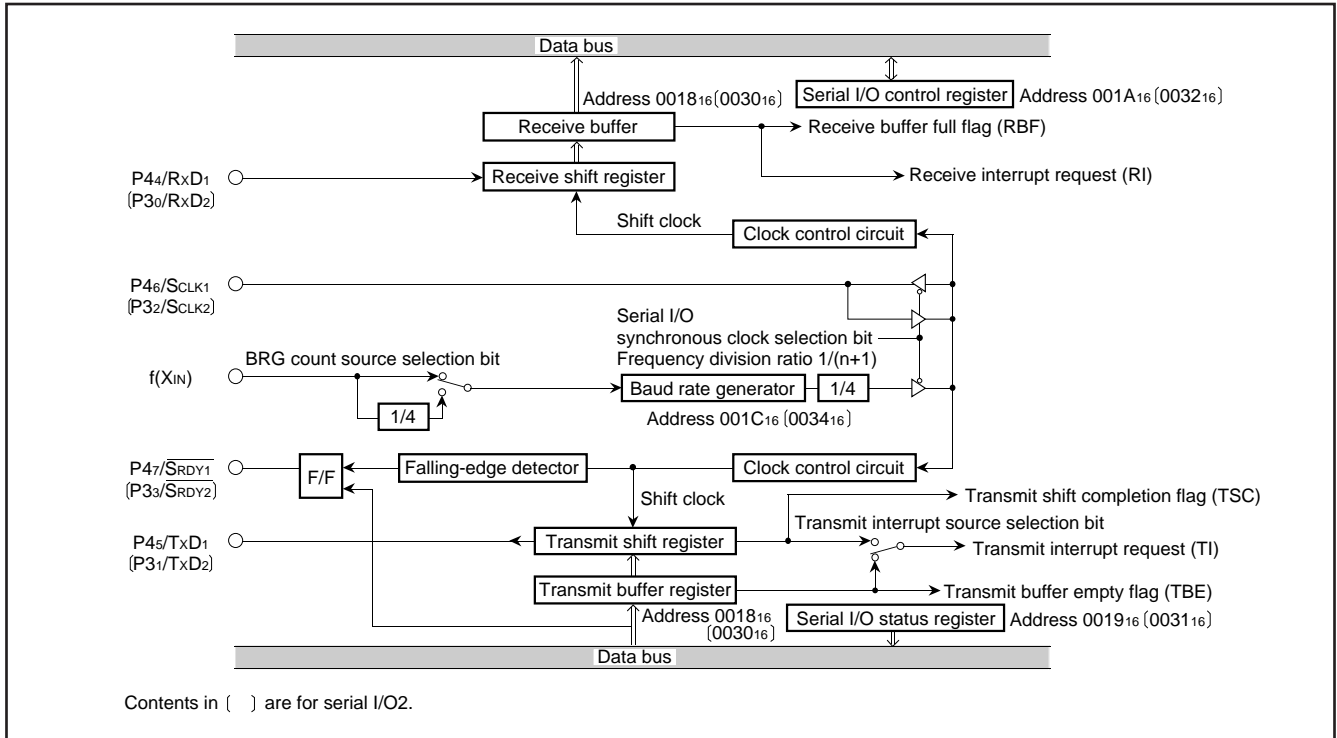 Data bus
Address 001816 〔003016〕
Serial I/O control register Address 001A16 〔003216〕
Receive buffer
Receive buffer full flag (RBF)
P44/RxD1
Receive shift register
Receive interrupt request (RI)
〔P30/RxD2〕
Shift clock
Clock control circuit
P46/SCLK1
〔P32/SCLK2〕
Serial I/O
synchronous clock selection bit
BRG count source selection bit
Frequency division ratio 1/(n+1)
f(XIN)
Baud rate generator 1/4
1/4
Address 001C16 〔003416〕
P47/SRDY1
F/F
Falling-edge detector
Clock control circuit
〔P33/SRDY2〕
Shift clock
Transmit shift completion flag (TSC)
Transmit interrupt source selection bit
P45/TxD1
Transmit shift register
Transmit interrupt request (TI)
〔P31/TxD2〕
Transmit buffer register
Transmit buffer empty flag (TBE)
Address 001816
〔003016〕
Serial I/O status register Address 001916 〔003116〕
Data bus
Contents in 〔 〕 are for serial I/O2.